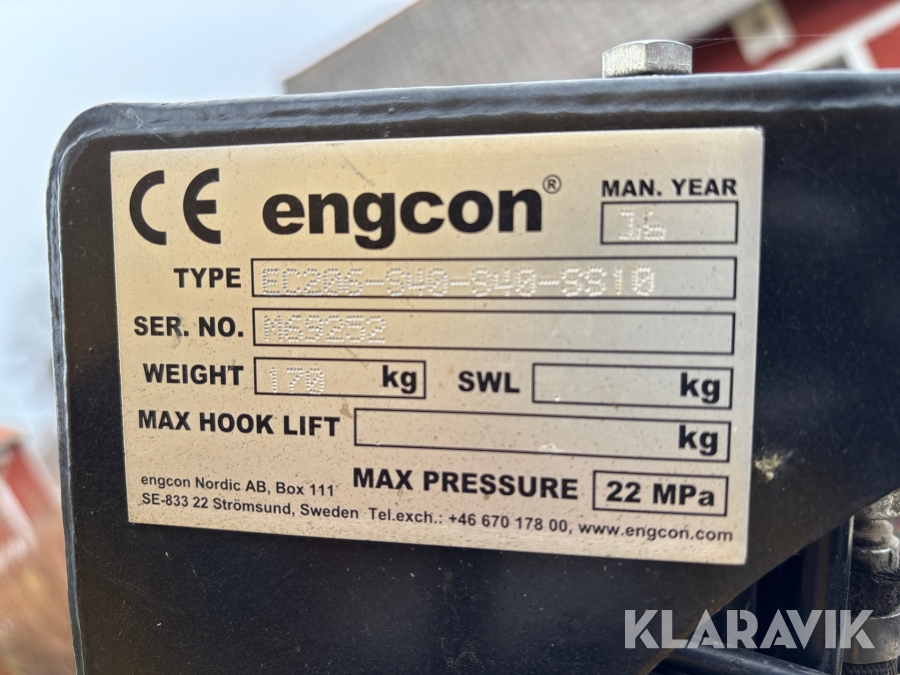 CE engcon® MAN. YEAR
16
TYPE EC206-S40-S40-SS10
SER. NO. M69252
WEIGHT 170 kg SWL kg
MAX HOOK LIFT kg
MAX PRESSURE 22 MPa
engcon Nordic AB, Box 111
SE-833 22 Strömsund, Sweden Tel.exch.: +46 670 178 00, www.engcon.com
KLARAVIK